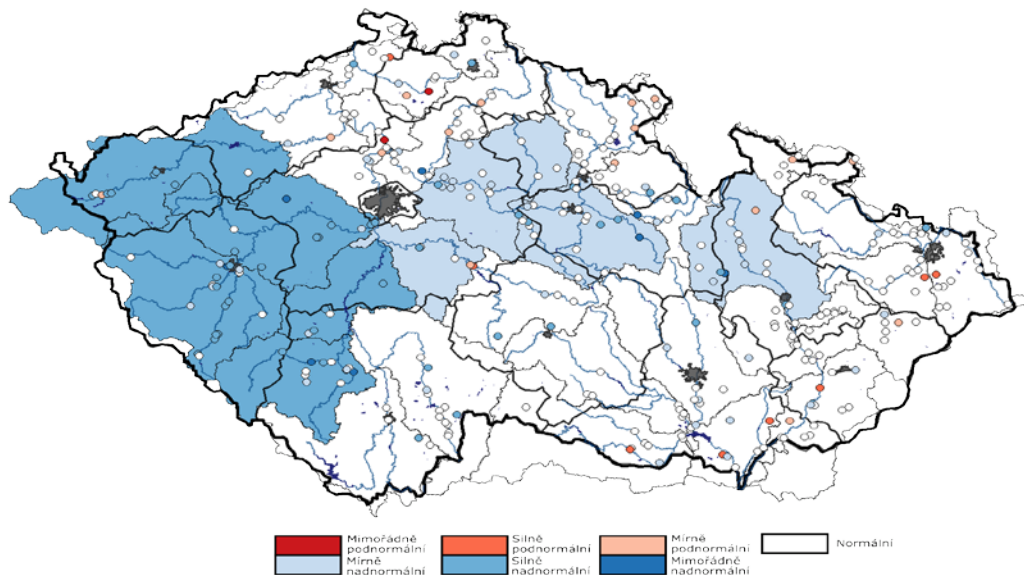 Mimořádně podnormální
Silně podnormální
Mírně podnormální
Normální
Mírně nadnormální
Silně nadnormální
Mimořádně nadnormální